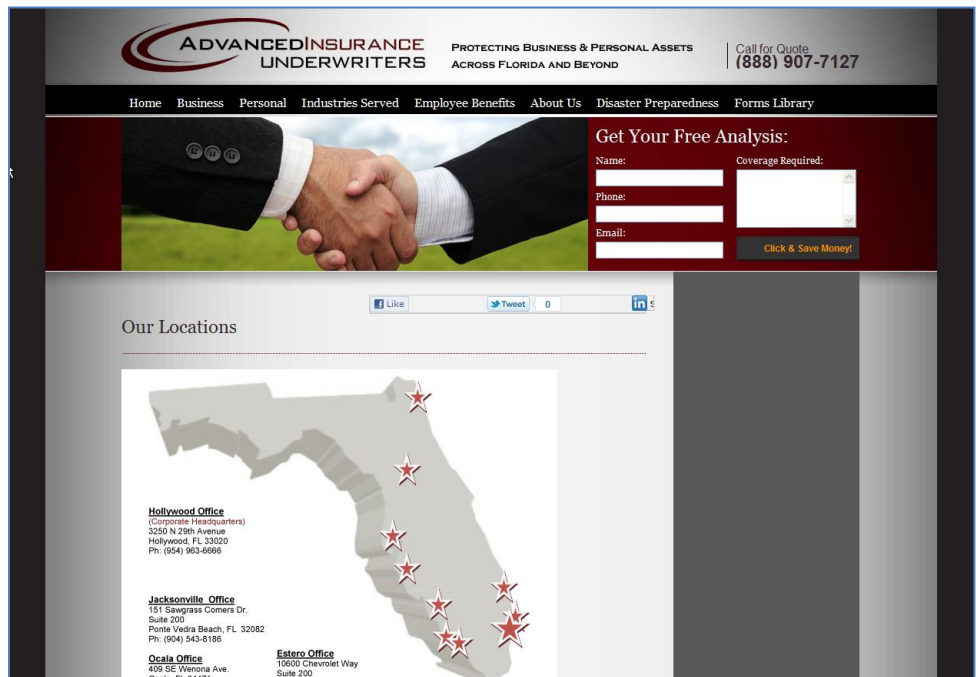 ADVANCEDINSURANCE
UNDERWRITERS
PROTECTING BUSINESS & PERSONAL ASSETS
ACROSS FLORIDA AND BEYOND
Call for Quote
(888) 907-7127
Home Business Personal Industries Served Employee Benefits About Us Disaster Preparedness Forms Library
Get Your Free Analysis:
Name:
Coverage Required:
Phone:
Email:
Click & Save Money!
Like
Tweet 0
in
Our Locations
Hollywood Office
(Corporate Headquarters)
3250 N 29th Avenue
Hollywood, FL 33020
Ph: (954) 963-6666
Jacksonville Office
151 Sawgrass Corners Dr.
Suite 200
Ponte Vedra Beach, FL 32082
Ph: (904) 543-8186
Ocala Office
409 SE Wenona Ave.
Estero Office
10600 Chevrolet Way
Suite 200